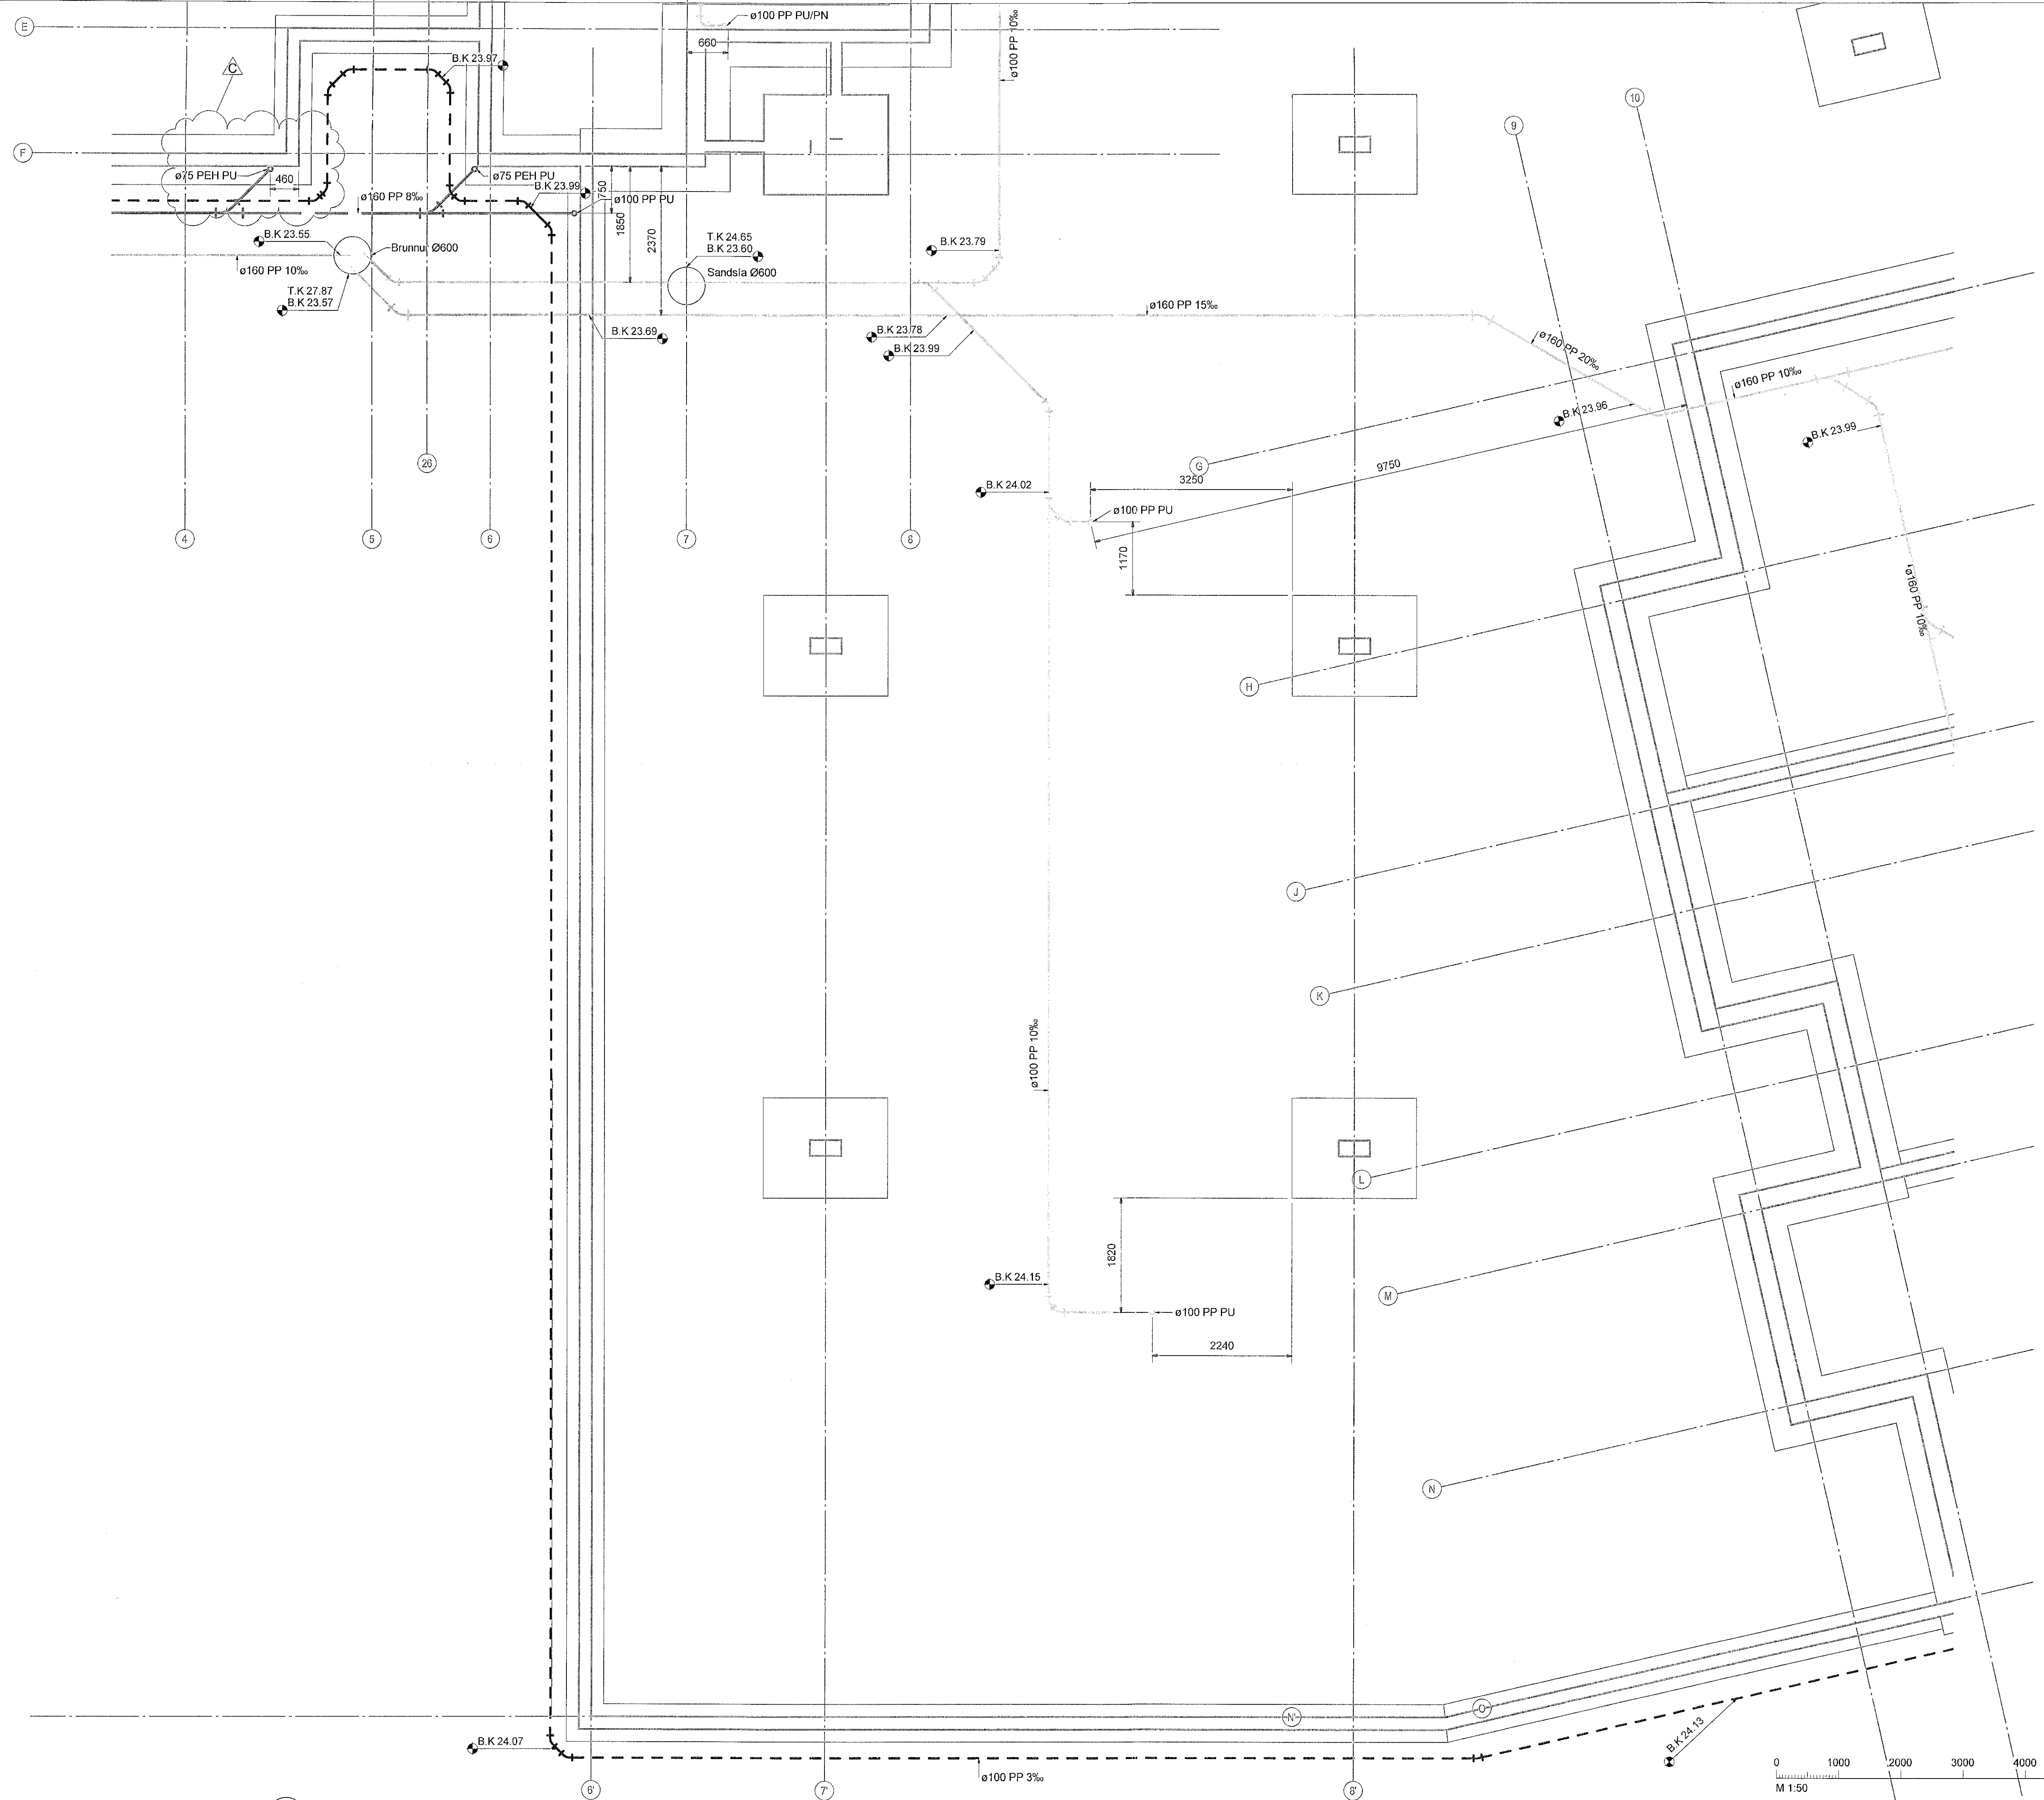 E
ø100 PP PU/PN
660
ø100 PP 10‰
B.K 23.97
C
10
9
F
ø75 PEH PU
460
ø75 PEH PU
ø160 PP 8‰
B.K 23.99
750
ø100 PP PU
1850
2370
B.K 23.55
Brunnur Ø600
T.K 24.65
B.K 23.60
Sandsía Ø600
B.K 23.79
ø160 PP 10‰
T.K 27.87
B.K 23.57
B.K 23.69
B.K 23.78
B.K 23.99
ø160 PP 15‰
ø160 PP 20‰
ø160 PP 10‰
B.K 23.96
B.K 23.99
26
G
9750
3250
B.K 24.02
ø100 PP PU
1170
4
5
6
7
8
ø160 PP 10‰
H
J
K
ø100 PP 10‰
L
M
1820
B.K 24.15
ø100 PP PU
2240
N
N'
O
B.K 24.07
B.K 24.13
ø100 PP 3‰
6'
7'
8'
0 1000 2000 3000 4000
M 1:50